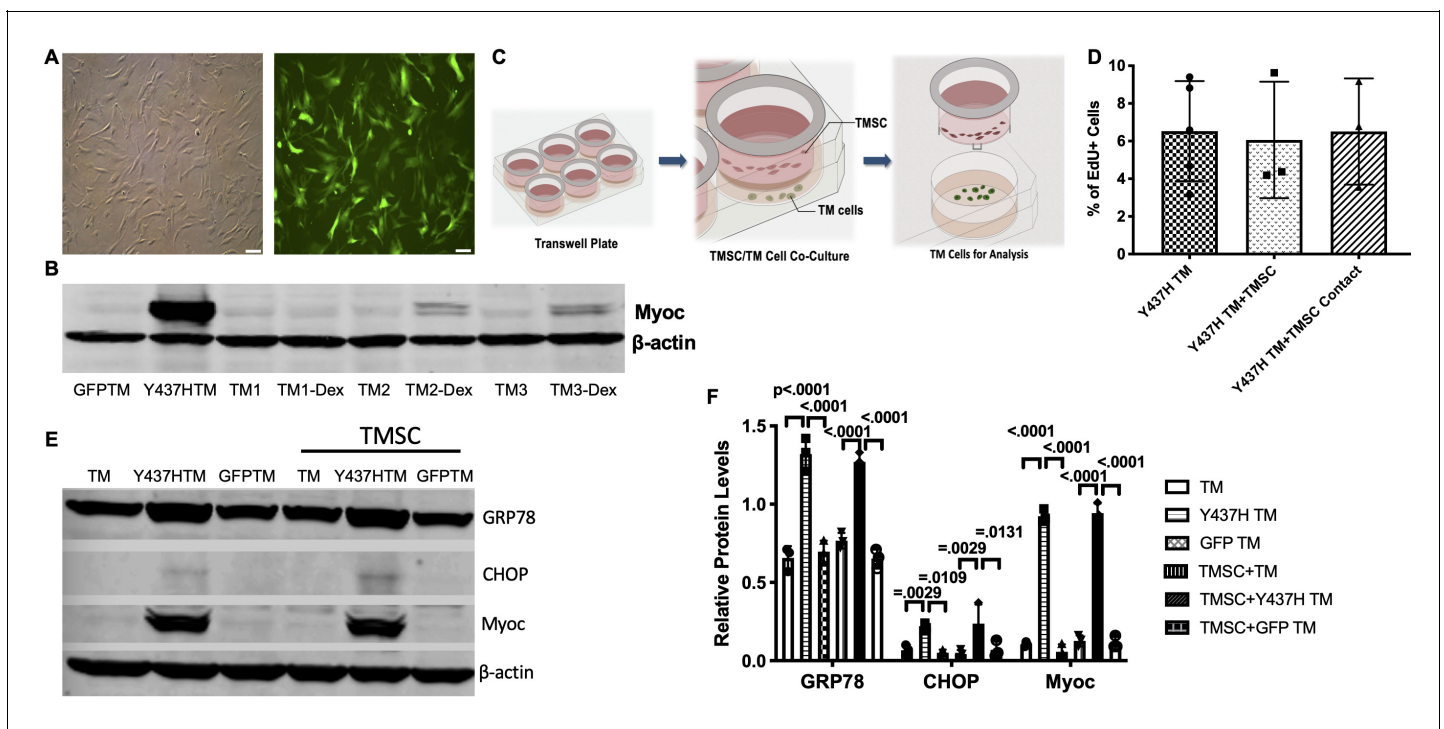 A
B
GFPTM Y437HTM TM1 TM1-Dex TM2 TM2-Dex TM3 TM3-Dex
Myoc
β-actin
C
Transwell Plate
TMSC
TM cells
TMSC/TM Cell Co-Culture
TM Cells for Analysis
D
% of EdU+ Cells
10
8
6
4
2
0
Y437H TM
Y437H TM+TMSC
Y437H TM+TMSC Contact
E
TMSC
TM Y437HTM GFPTM TM Y437HTM GFPTM
GRP78
CHOP
Myoc
β-actin
F
Relative Protein Levels
1.5
1.0
0.5
0.0
p<.0001
<.0001
<.0001
<.0001
=.0029
=.0109
=.0029
=.0131
<.0001
<.0001
<.0001
<.0001
GRP78 CHOP Myoc
TM
Y437H TM
GFP TM
TMSC+TM
TMSC+Y437H TM
TMSC+GFP TM